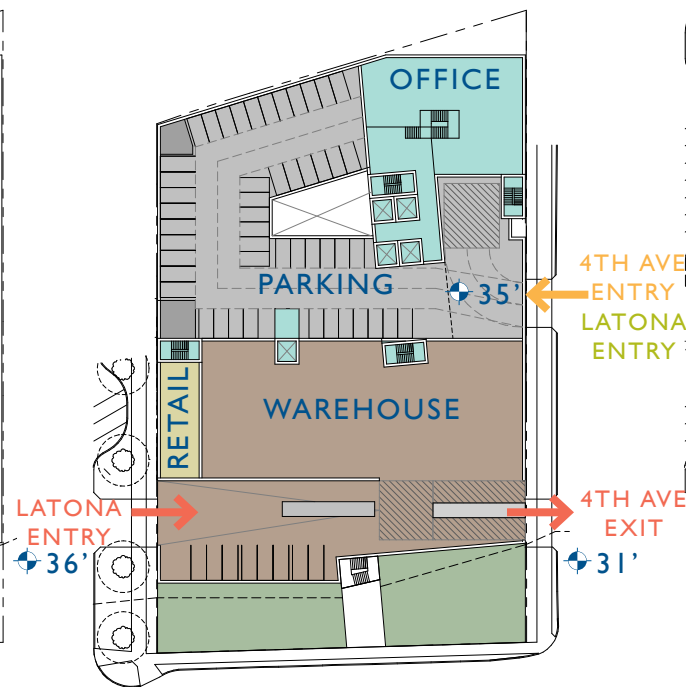 OFFICE
4TH AVE
ENTRY
LATONA
ENTRY
PARKING
35'
RETAIL
WAREHOUSE
LATONA
ENTRY
4TH AVE
EXIT
36'
31'